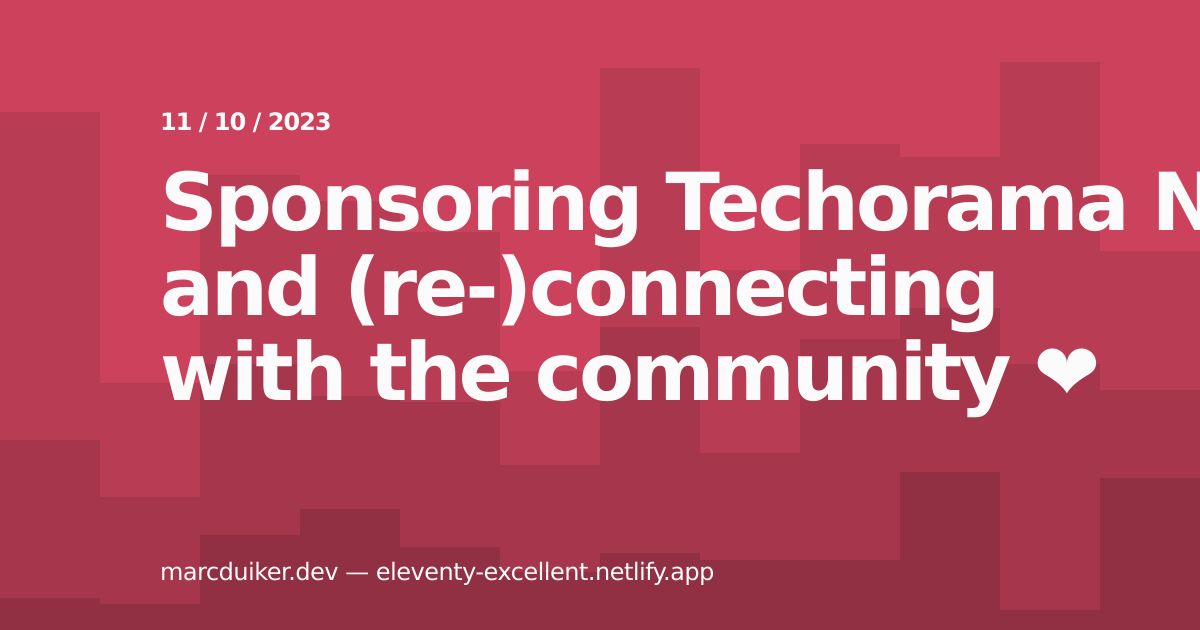 11 / 10 / 2023
Sponsoring Techorama N
and (re-)connecting
with the community ❤
marcduiker.dev — eleventy-excellent.netlify.app